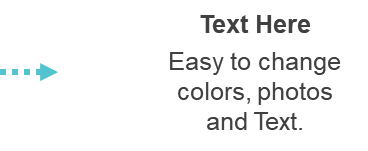 Text Here
Easy to change
colors, photos
and Text.